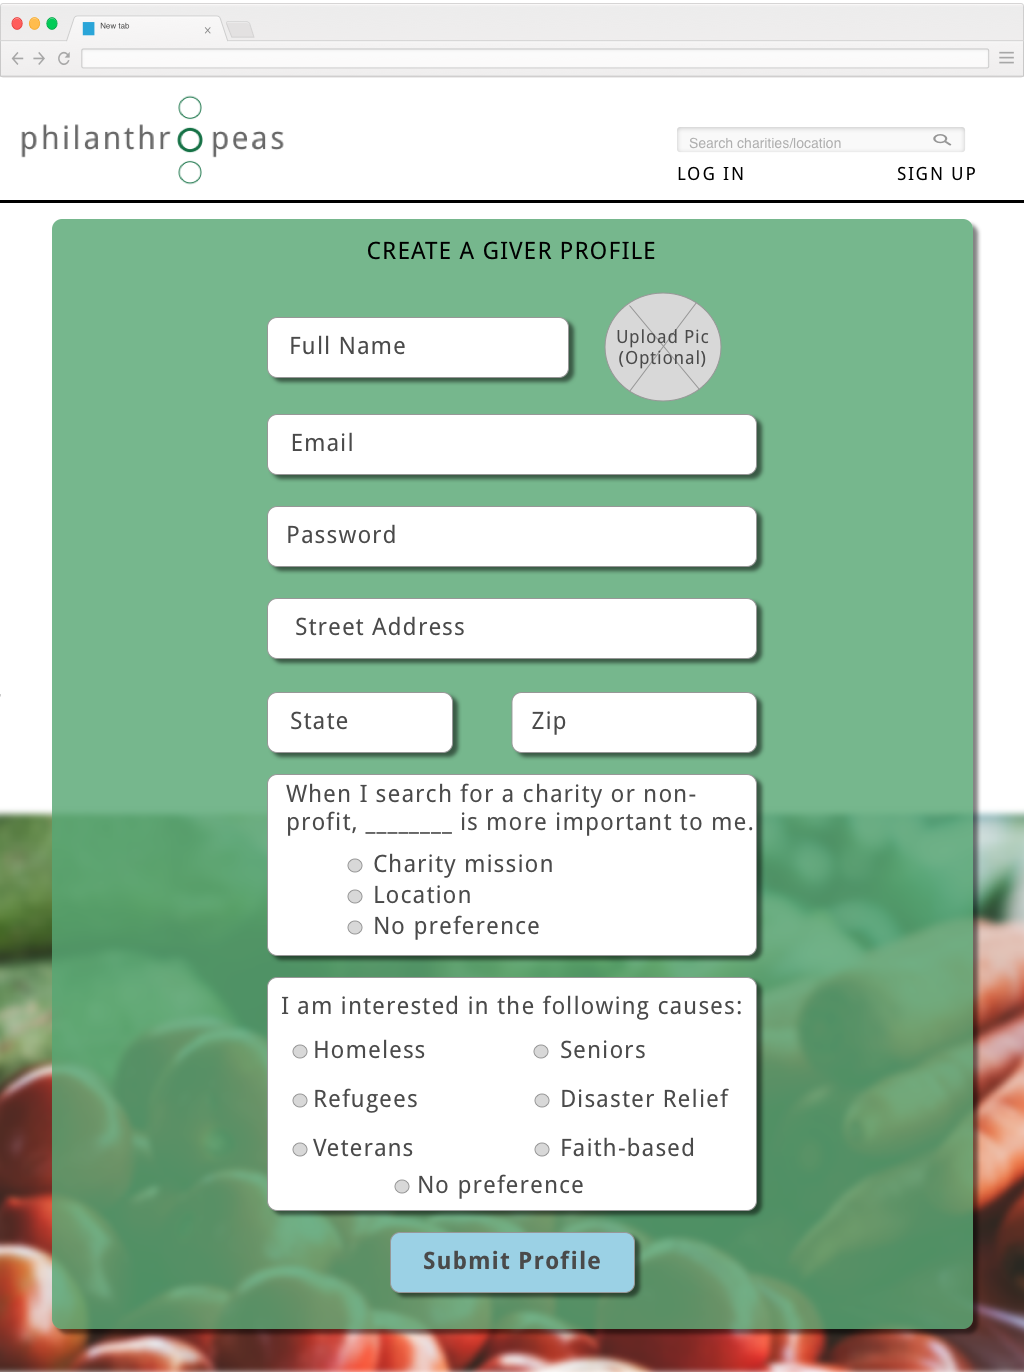 New tab
philanthropeas
Search charities/location
LOG IN
SIGN UP
CREATE A GIVER PROFILE
Full Name
Upload Pic
(Optional)
Email
Password
Street Address
State
Zip
When I search for a charity or non-
profit, ________ is more important to me.
Charity mission
Location
No preference
I am interested in the following causes:
Homeless
Seniors
Refugees
Disaster Relief
Veterans
Faith-based
No preference
Submit Profile